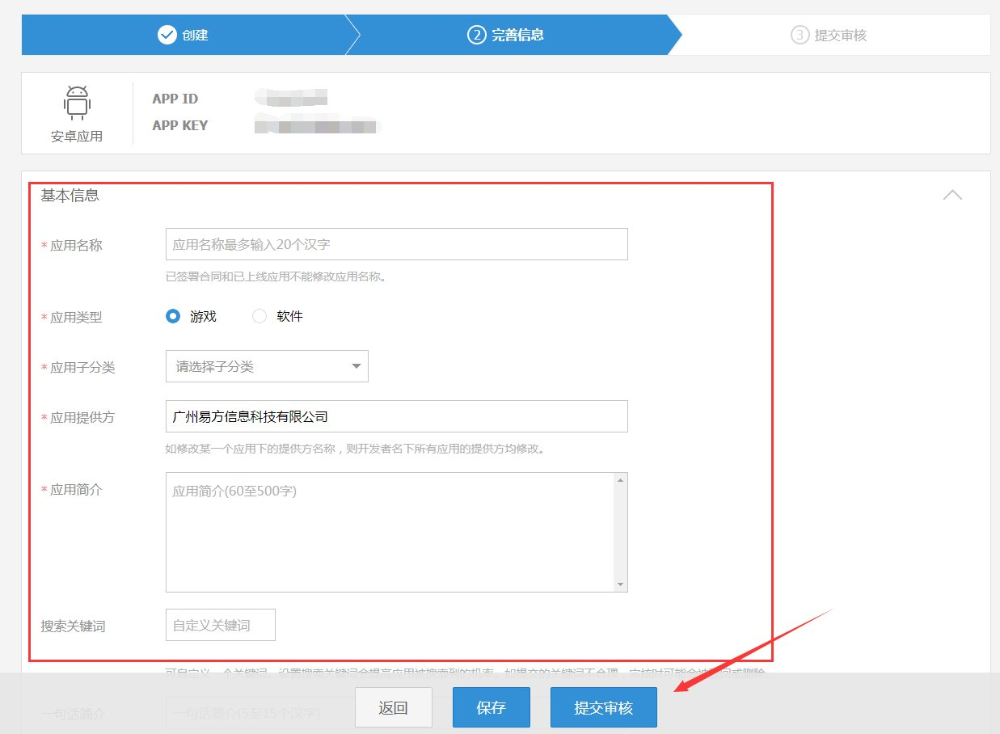 创建
2 完善信息
3 提交审核
APP ID
安卓应用
APP KEY
基本信息
* 应用名称
应用名称最多输入20个汉字
已签署合同和已上线应用不能修改应用名称。
* 应用类型
游戏
软件
* 应用子分类
请选择子分类
* 应用提供方
广州易方信息科技有限公司
如修改某一个应用下的提供方名称，则开发者名下所有应用的提供方均修改。
* 应用简介
应用简介(60至500字)
搜索关键词
自定义关键词
一句话简介
一句话简介(5至15个汉字)
返回
保存
提交审核